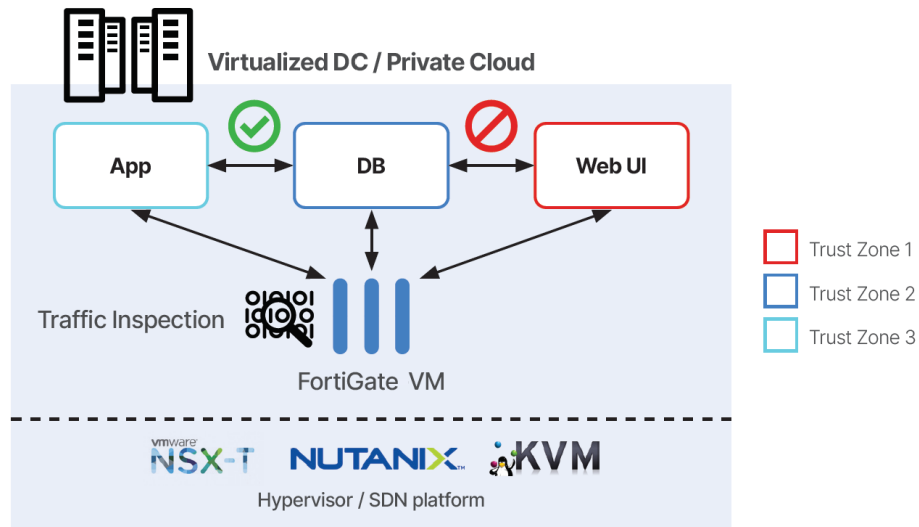 Virtualized DC / Private Cloud
App
DB
Web UI
Trust Zone 1
Trust Zone 2
Trust Zone 3
Traffic Inspection
FortiGate VM
vmware
NSX-T
NUTANIX™
KVM
Hypervisor / SDN platform